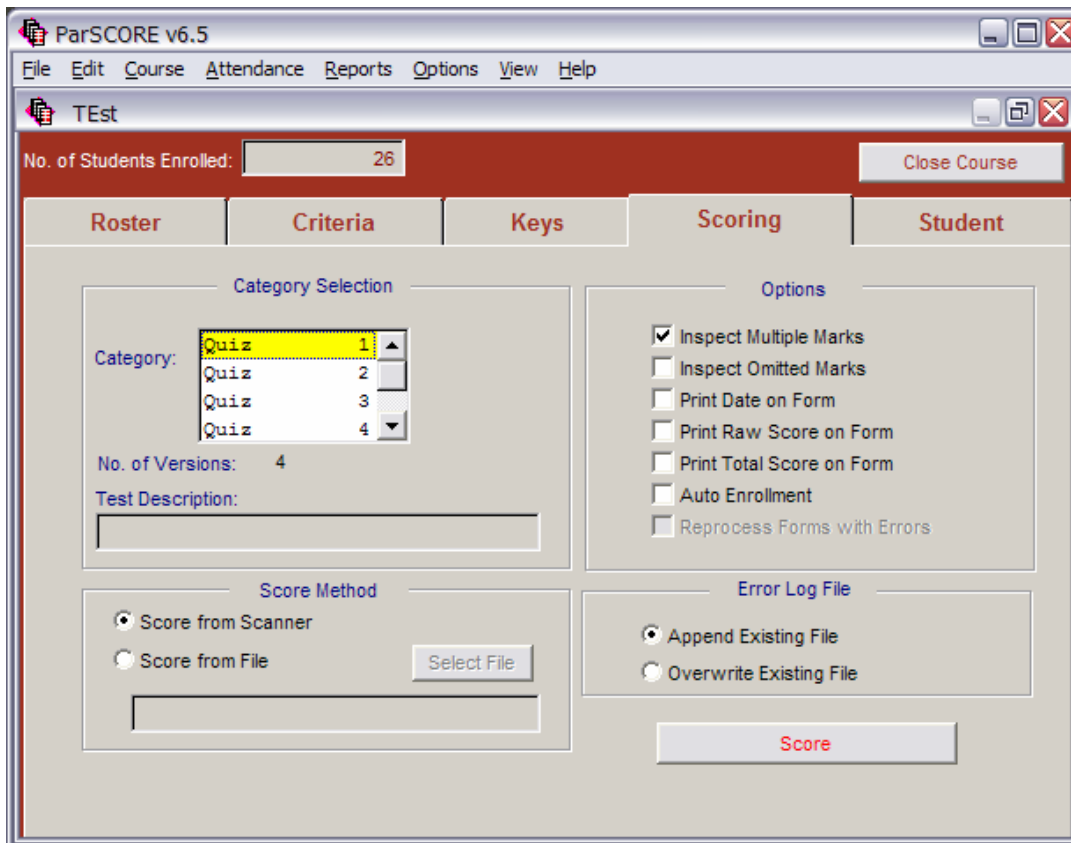 ParSCORE v6.5
File Edit Course Attendance Reports Options View Help
TEst
No. of Students Enrolled: 26
Close Course
Roster Criteria Keys Scoring Student
Category Selection
Category:
Quiz 1
Quiz 2
Quiz 3
Quiz 4
No. of Versions: 4
Test Description:
Options
Inspect Multiple Marks
Inspect Omitted Marks
Print Date on Form
Print Raw Score on Form
Print Total Score on Form
Auto Enrollment
Reprocess Forms with Errors
Score Method
Score from Scanner
Score from File
Select File
Error Log File
Append Existing File
Overwrite Existing File
Score